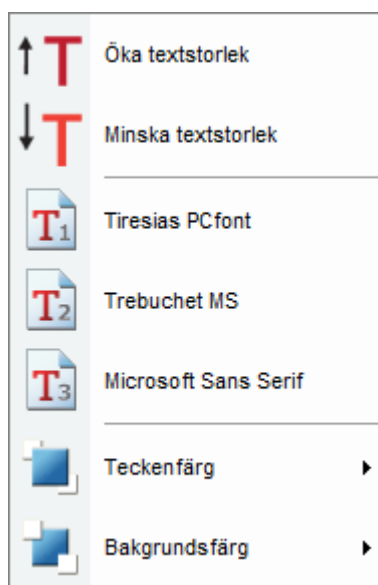 Öka textstorlek
Minska textstorlek
Tiresias PCfont
Trebuchet MS
Microsoft Sans Serif
Teckenfärg
Bakgrundsfärg